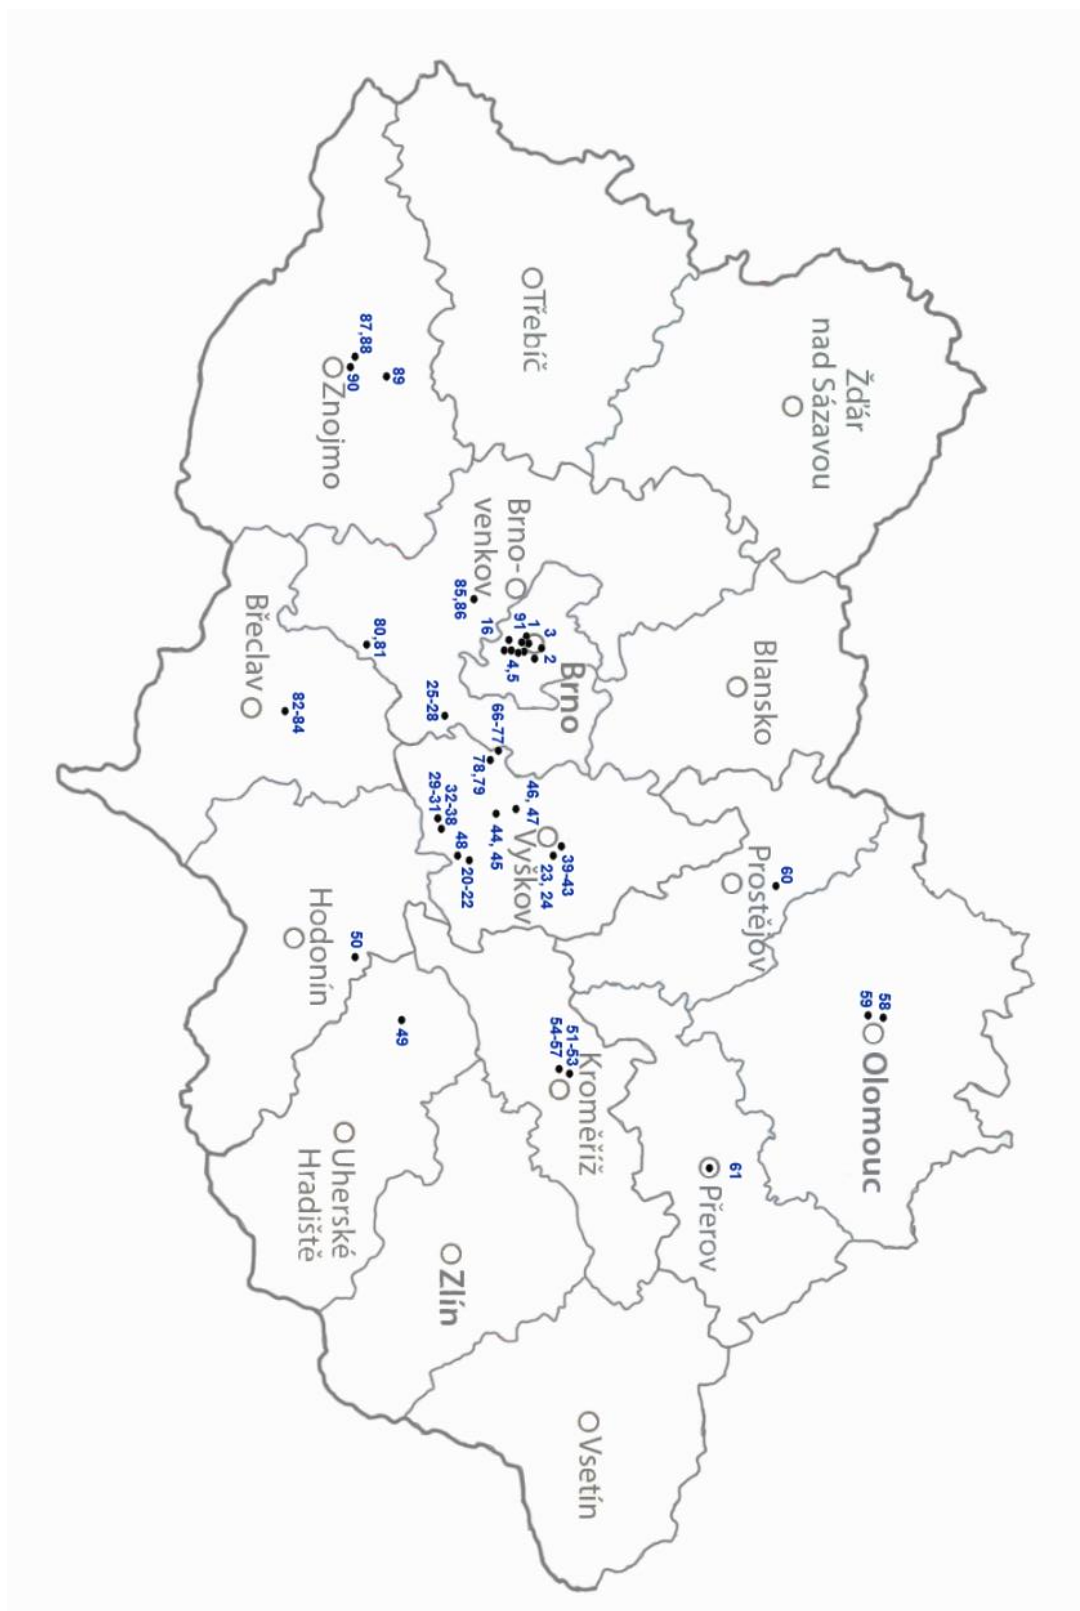 Žďár
nad Sázavou
Třebíč
87,88
89
90
Znojmo
Brno-
venkov
Brno
Blansko
85,86
16
91
1
3
2
4,5
80,81
Břeclav
82-84
25-28
66-77
78,79
46, 47
44, 45
Vyškov
39-43
23, 24
32-38
29-31
48
20-22
60
Prostějov
58
59
Olomouc
Hodonín
50
49
51-53
54-57
Kroměříž
61
Přerov
Uherské
Hradiště
Zlín
Vsetín